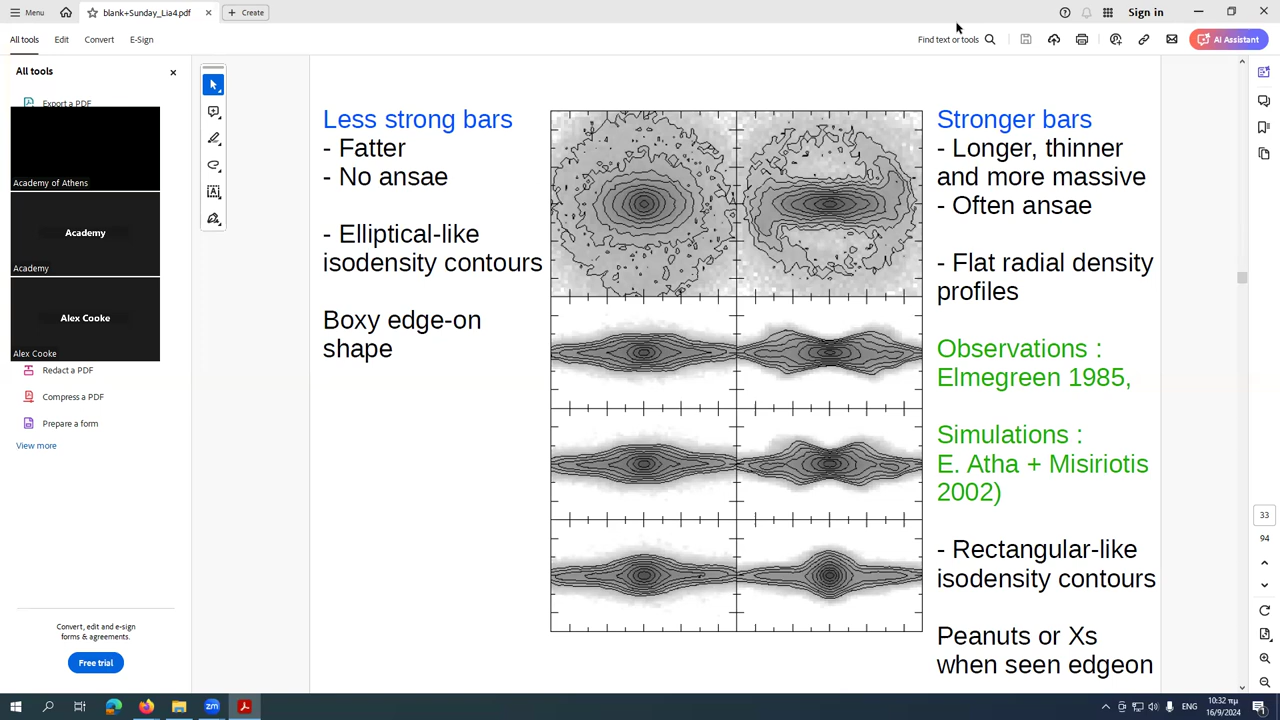 Menu
blank+Sunday_Lia4.pdf
Create
Sign in
All tools
Edit
Convert
E-Sign
Find text or tools
AI Assistant
All tools
Export a PDF
Academy of Athens
Academy
Academy
Alex Cooke
Alex Cooke
Redact a PDF
Compress a PDF
Prepare a form
View more
Convert, edit and e-sign
forms & agreements.
Free trial
Less strong bars
- Fatter
- No ansae
- Elliptical-like
isodensity contours
Boxy edge-on
shape
Stronger bars
- Longer, thinner
and more massive
- Often ansae
- Flat radial density
profiles
Observations :
Elmegreen 1985,
Simulations :
E. Atha + Misiriotis
2002)
- Rectangular-like
isodensity contours
Peanuts or Xs
when seen edgeon
33
94
zm
ENG
10:32 πμ
16/9/2024
1